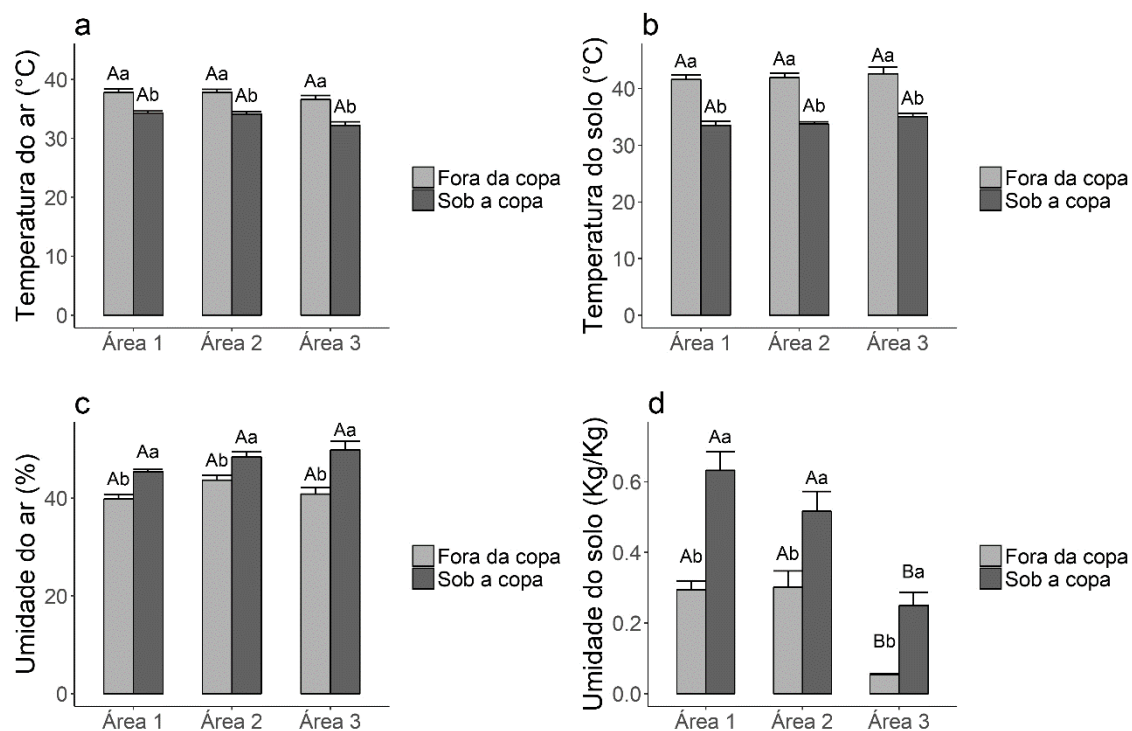 a
Temperatura do ar (°C)
40
30
20
10
0
Aa
Ab
Aa
Ab
Aa
Ab
Área 1
Área 2
Área 3
Fora da copa
Sob a copa
b
Temperatura do solo (°C)
40
30
20
10
0
Aa
Ab
Aa
Ab
Aa
Ab
Área 1
Área 2
Área 3
Fora da copa
Sob a copa
c
Umidade do ar (%)
40
20
0
Ab
Aa
Ab
Aa
Ab
Aa
Área 1
Área 2
Área 3
Fora da copa
Sob a copa
d
Umidade do solo (Kg/Kg)
0.6
0.4
0.2
0.0
Ab
Aa
Ab
Aa
Bb
Ba
Área 1
Área 2
Área 3
Fora da copa
Sob a copa